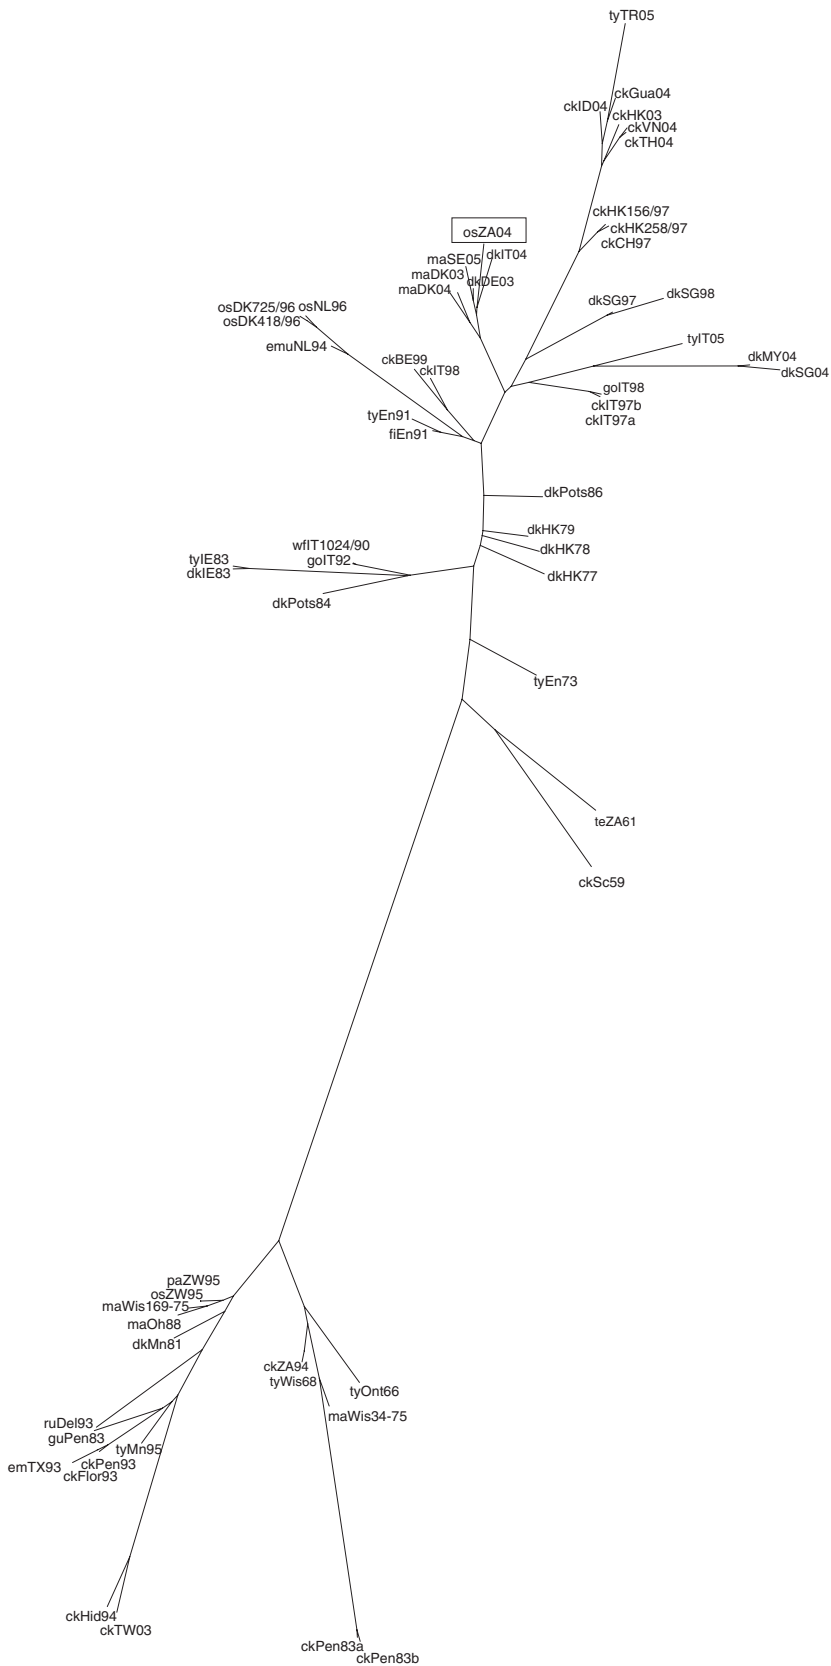 tyTR05
ckGua04
ckID04
ckHK03
ckVN04
ckTH04
ckHK156/97
ckHK258/97
ckCH97
osZA04
dkIT04
maSE05
maDK03
dkDE03
maDK04
dkSG98
dkSG97
osDK725/96 osNL96
osDK418/96
emuNL94
tyIT05
dkMY04
dkSG04
ckBE99
ckIT98
goIT98
ckIT97b
ckIT97a
tyEn91
fiEn91
dkPots86
dkHK79
wfIT1024/90
dkHK78
tyIE83
goIT92
dkIE83
dkHK77
dkPots84
tyEn73
teZA61
ckSc59
paZW95
osZW95
maWis169-75
maOh88
dkMn81
ckZA94
tyWis68
tyOnt66
maWis34-75
ruDel93
guPen83
tyMn95
ckPen93
emTX93
ckFlor93
ckHid94
ckTW03
ckPen83a
ckPen83b